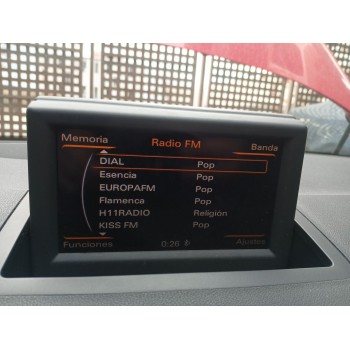 Memoria Radio FM Banda
DIAL Pop
Esencia Pop
EUROPAFM Pop
Flamenca Pop
H11RADIO Religión
KISS FM Pop
Funciones 0:26 Ajustes